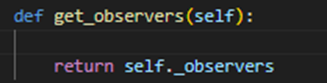 def get_observers(self):
    return self._observers